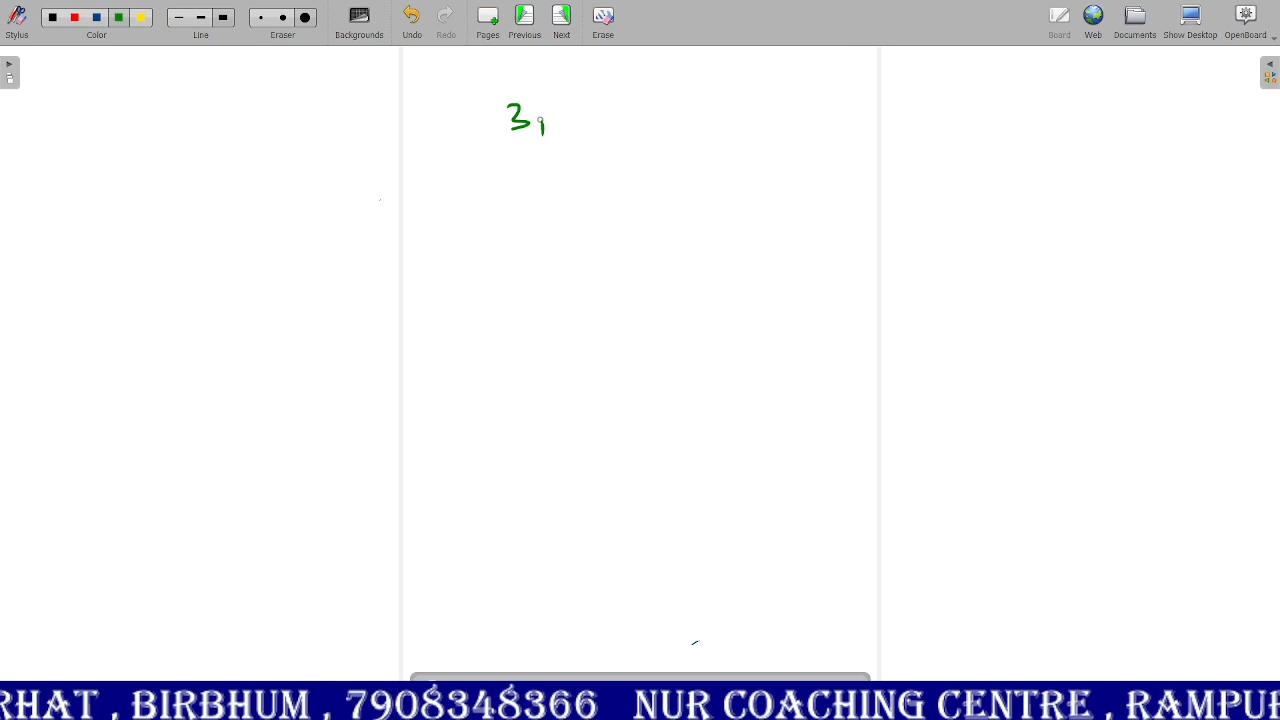 Stylus Color Line Eraser Backgrounds Undo Redo Pages Previous Next Erase Board Web Documents Show Desktop OpenBoard
3,
RHAT , BIRBHUM , 7908348366 NUR COACHING CENTRE , RAMPUR